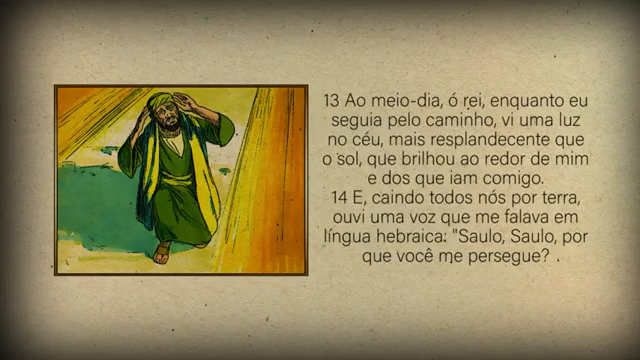 13 Ao meio-dia, ó rei, enquanto eu
seguia pelo caminho, vi uma luz
no céu, mais resplandecente que
o sol, que brilhou ao redor de mim
e dos que iam comigo.
14 E, caindo todos nós por terra,
ouvi uma voz que me falava em
língua hebraica: "Saulo, Saulo, por
que você me persegue?